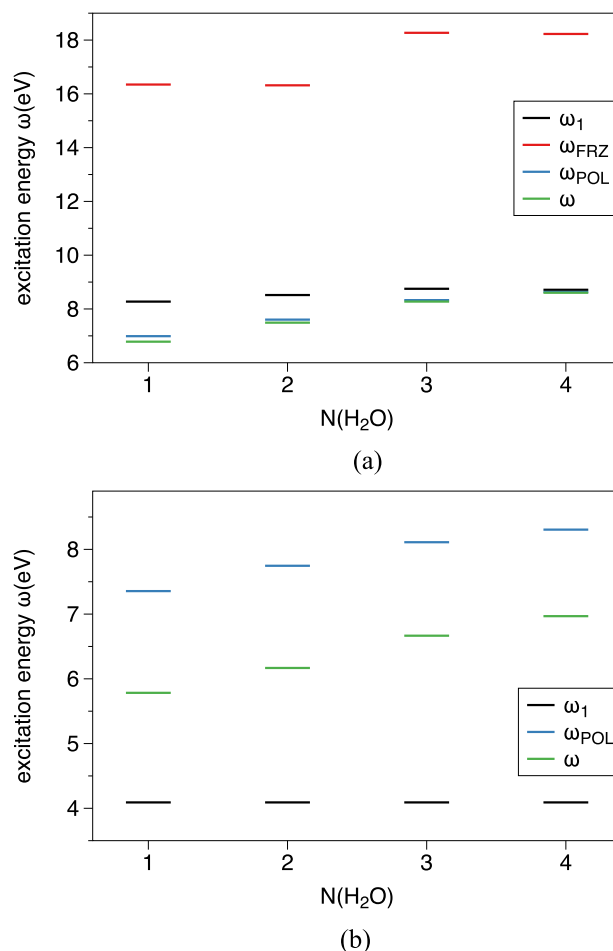 18
16
14
12
10
8
6
excitation energy ω(eV)
ω1
ωFRZ
ωPOL
ω
1 2 3 4
N(H2O)
(a)
8
7
6
5
4
excitation energy ω(eV)
ω1
ωPOL
ω
1 2 3 4
N(H2O)
(b)